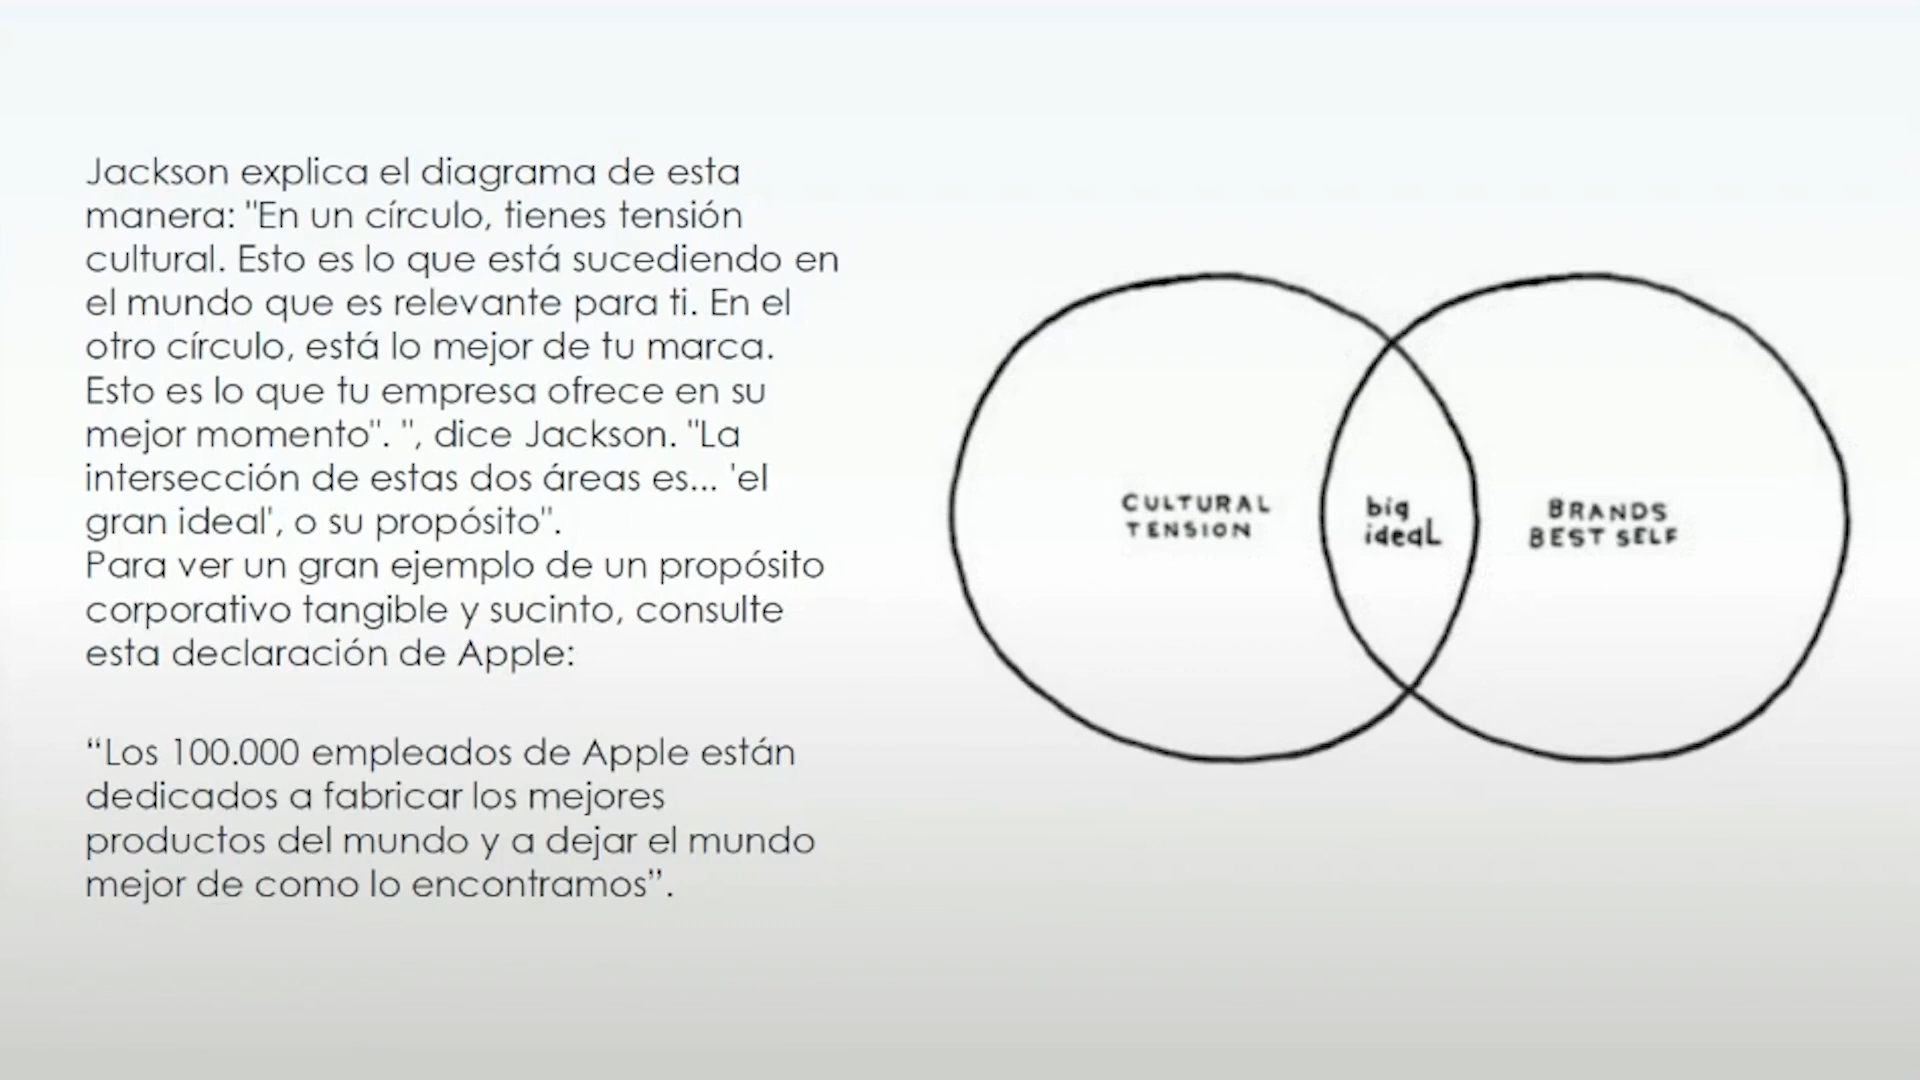 Jackson explica el diagrama de esta
manera: "En un círculo, tienes tensión
cultural. Esto es lo que está sucediendo en
el mundo que es relevante para ti. En el
otro círculo, está lo mejor de tu marca.
Esto es lo que tu empresa ofrece en su
mejor momento". ", dice Jackson. "La
intersección de estas dos áreas es... 'el
gran ideal', o su propósito".
Para ver un gran ejemplo de un propósito
corporativo tangible y sucinto, consulte
esta declaración de Apple:
“Los 100.000 empleados de Apple están
dedicados a fabricar los mejores
productos del mundo y a dejar el mundo
mejor de como lo encontramos”.
CULTURAL
TENSION
big
ideaL
BRANDS
BEST SELF